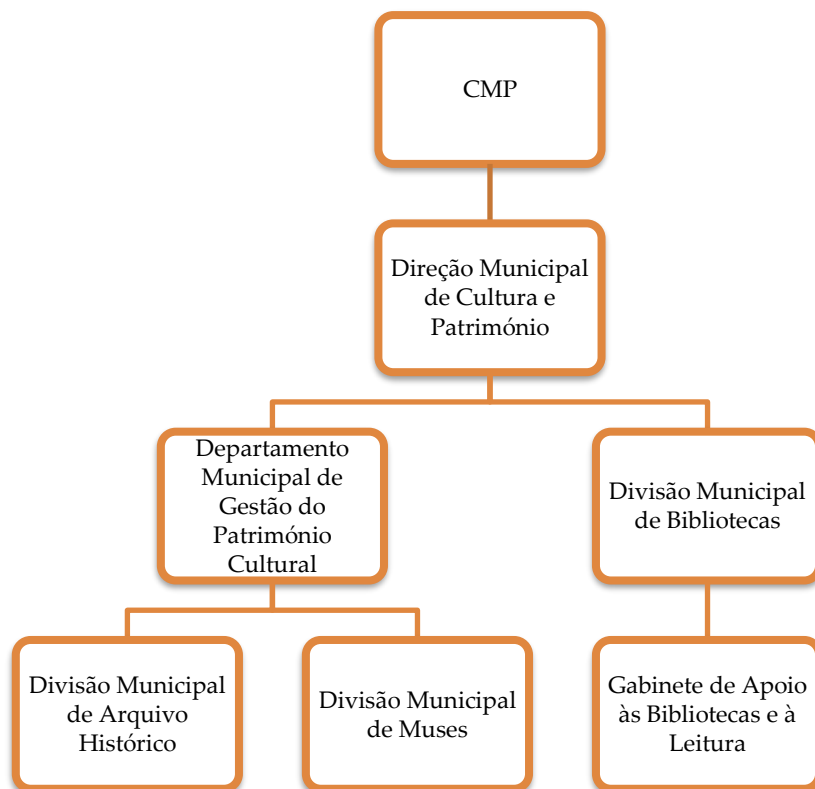 CMP
Direção Municipal
de Cultura e
Património
Departamento
Municipal de
Gestão do
Património
Cultural
Divisão Municipal
de Bibliotecas
Divisão Municipal
de Arquivo
Histórico
Divisão Municipal
de Muses
Gabinete de Apoio
às Bibliotecas e à
Leitura